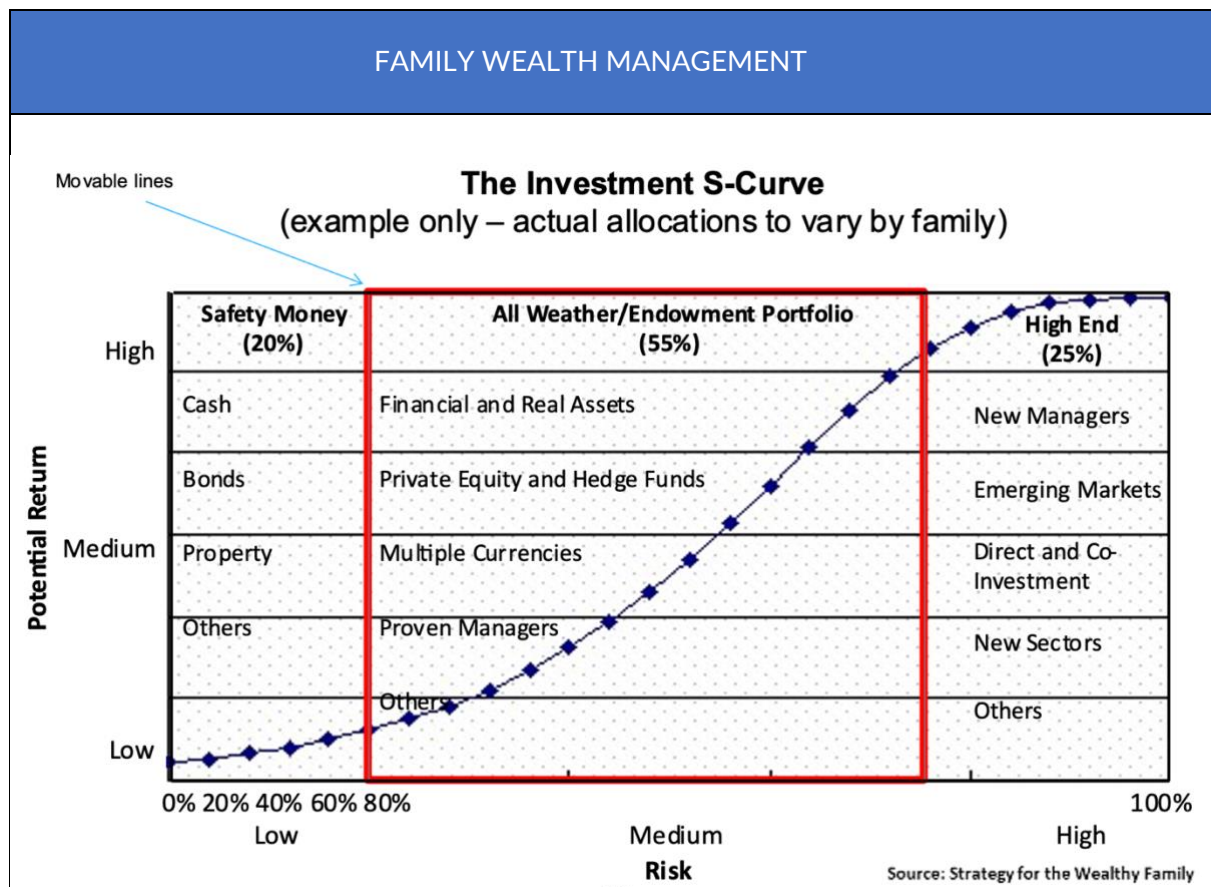 FAMILY WEALTH MANAGEMENT
Movable lines
The Investment S-Curve
(example only – actual allocations to vary by family)
Potential Return
High
Medium
Low
Safety Money
(20%)
Cash
Bonds
Property
Others
All Weather/Endowment Portfolio
(55%)
Financial and Real Assets
Private Equity and Hedge Funds
Multiple Currencies
Proven Managers
Others
High End
(25%)
New Managers
Emerging Markets
Direct and Co-
Investment
New Sectors
Others
0% 20% 40% 60% 80% 100%
Low Medium High
Risk
Source: Strategy for the Wealthy Family